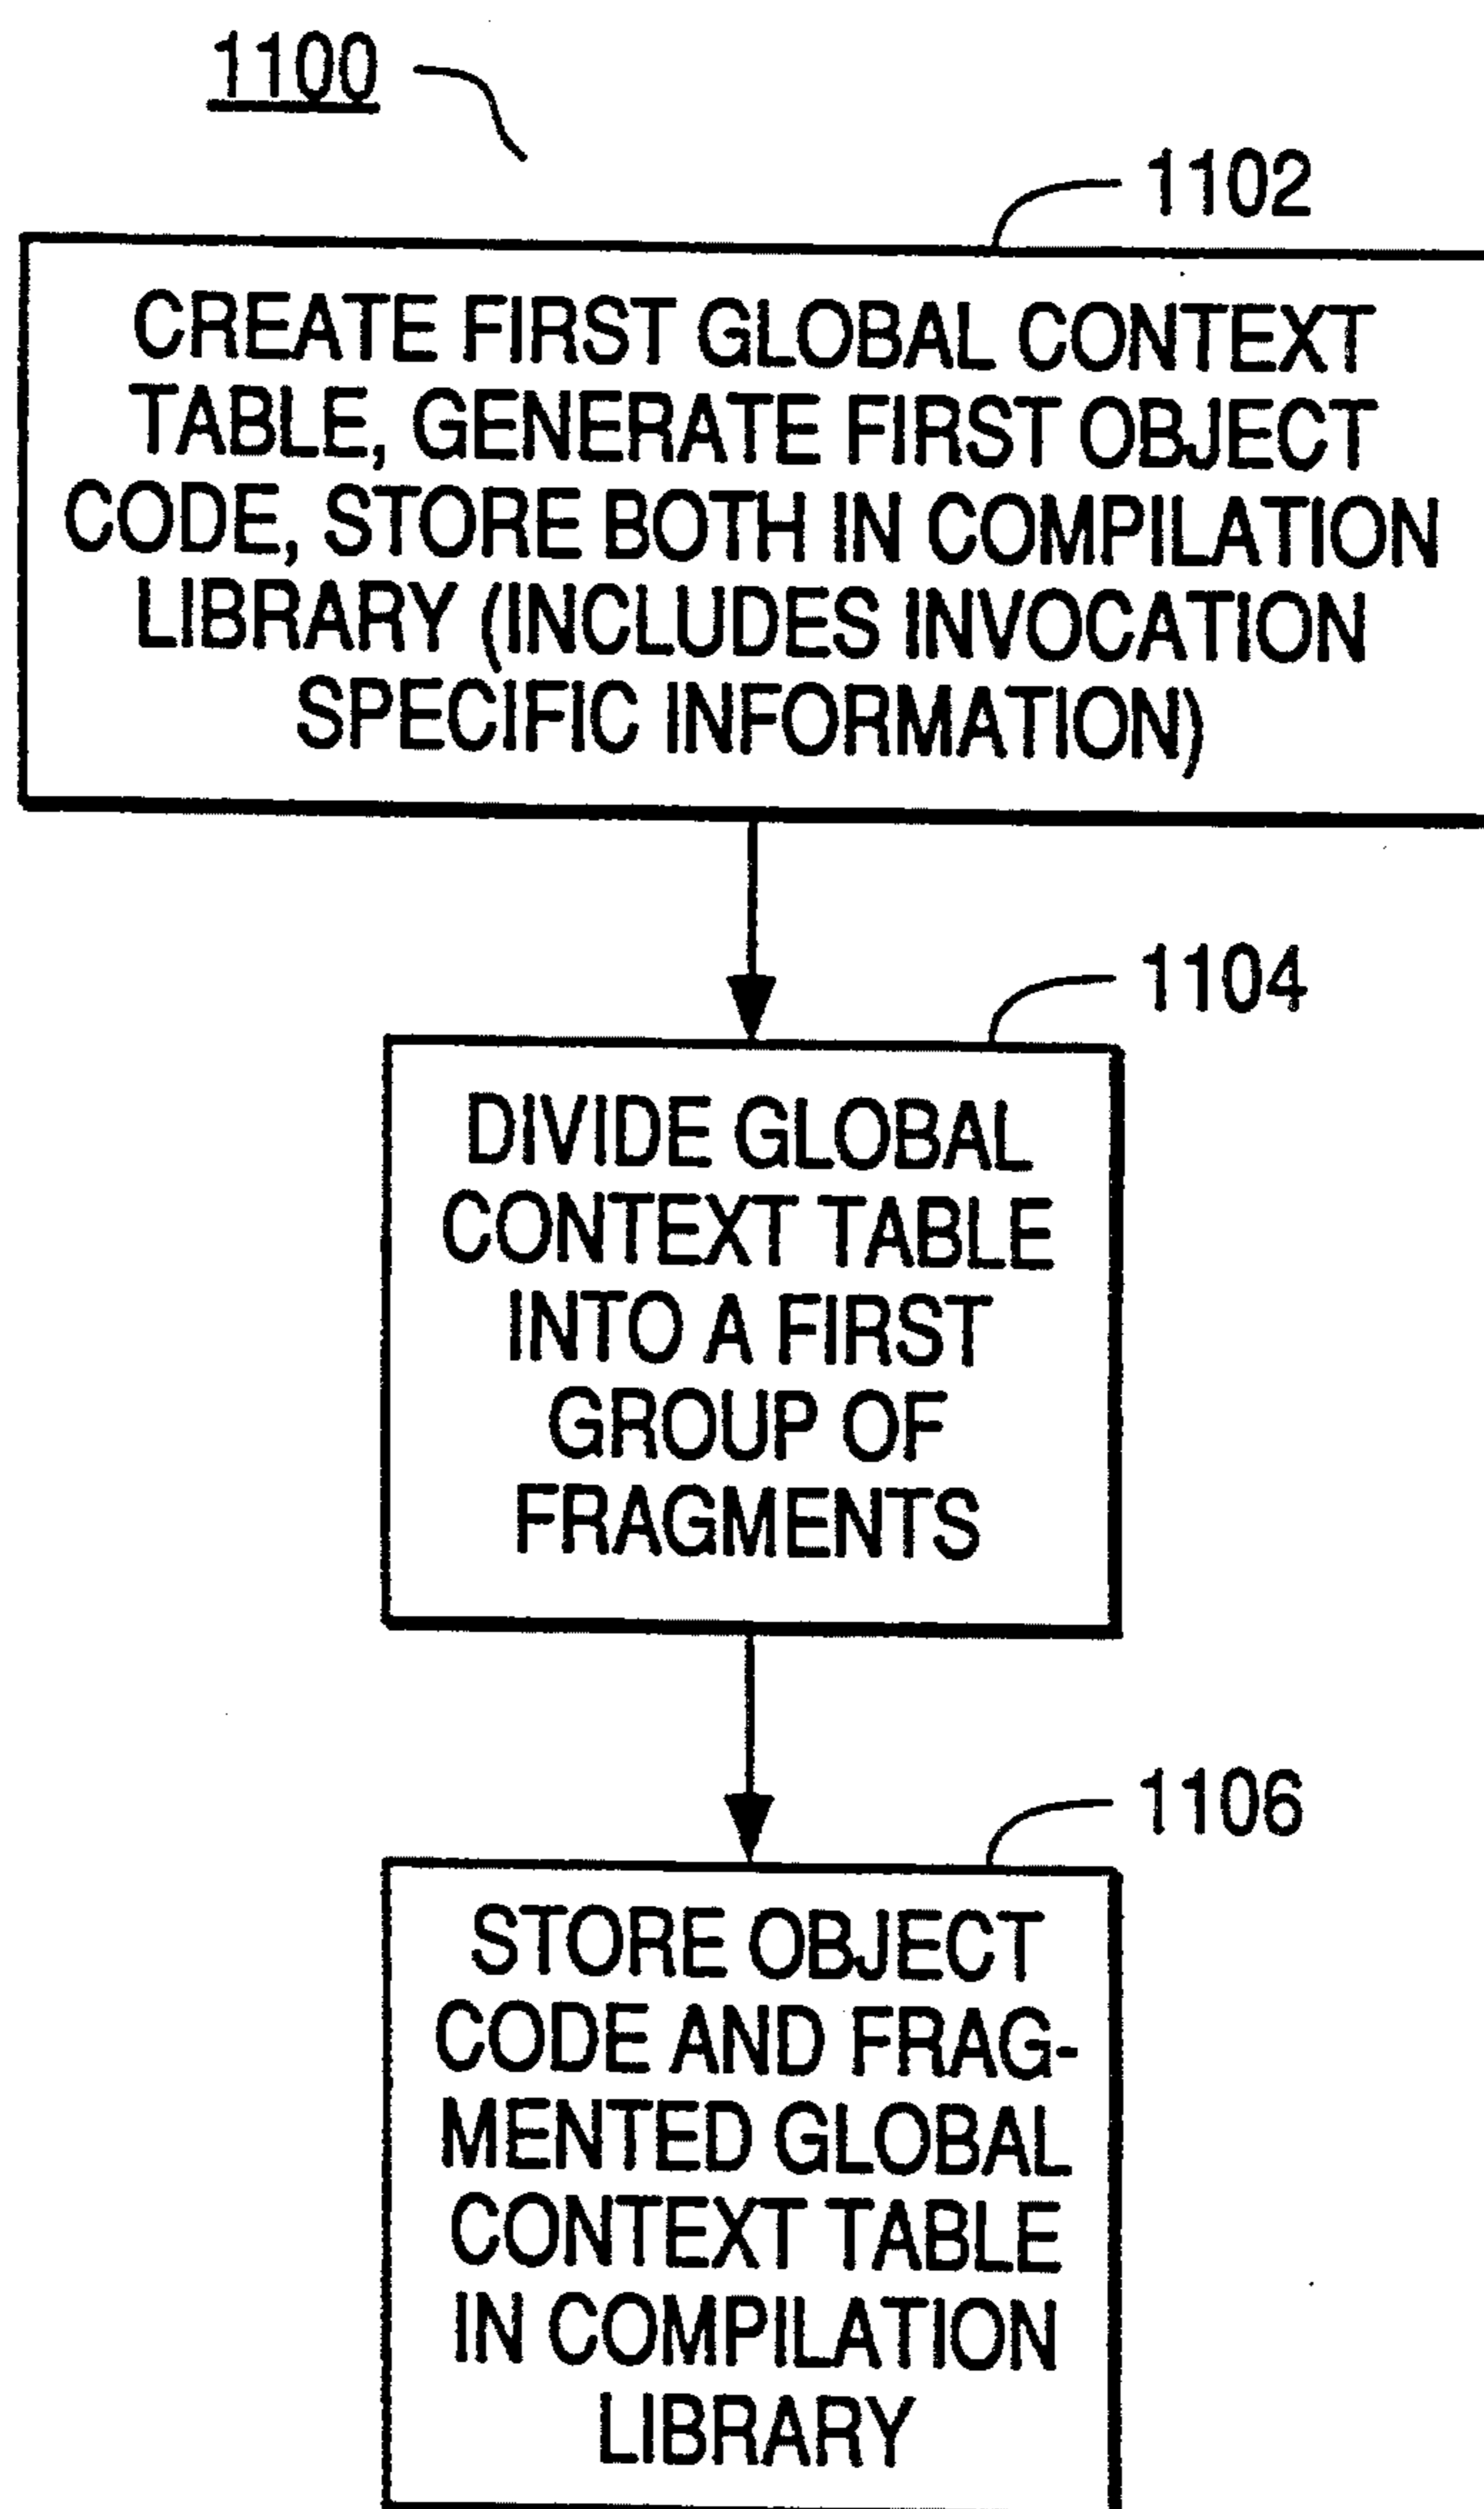 1100
1102
CREATE FIRST GLOBAL CONTEXT
TABLE, GENERATE FIRST OBJECT
CODE, STORE BOTH IN COMPILATION
LIBRARY (INCLUDES INVOCATION
SPECIFIC INFORMATION)
1104
DIVIDE GLOBAL
CONTEXT TABLE
INTO A FIRST
GROUP OF
FRAGMENTS
1106
STORE OBJECT
CODE AND FRAG-
MENTED GLOBAL
CONTEXT TABLE
IN COMPILATION
LIBRARY